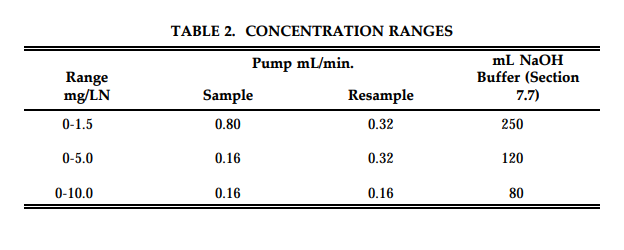 TABLE 2. CONCENTRATION RANGES
Pump mL/min.
mL NaOH
Buffer (Section
7.7)
Range
mg/LN
Sample
Resample
0-1.5 0.80 0.32 250
0-5.0 0.16 0.32 120
0-10.0 0.16 0.16 80